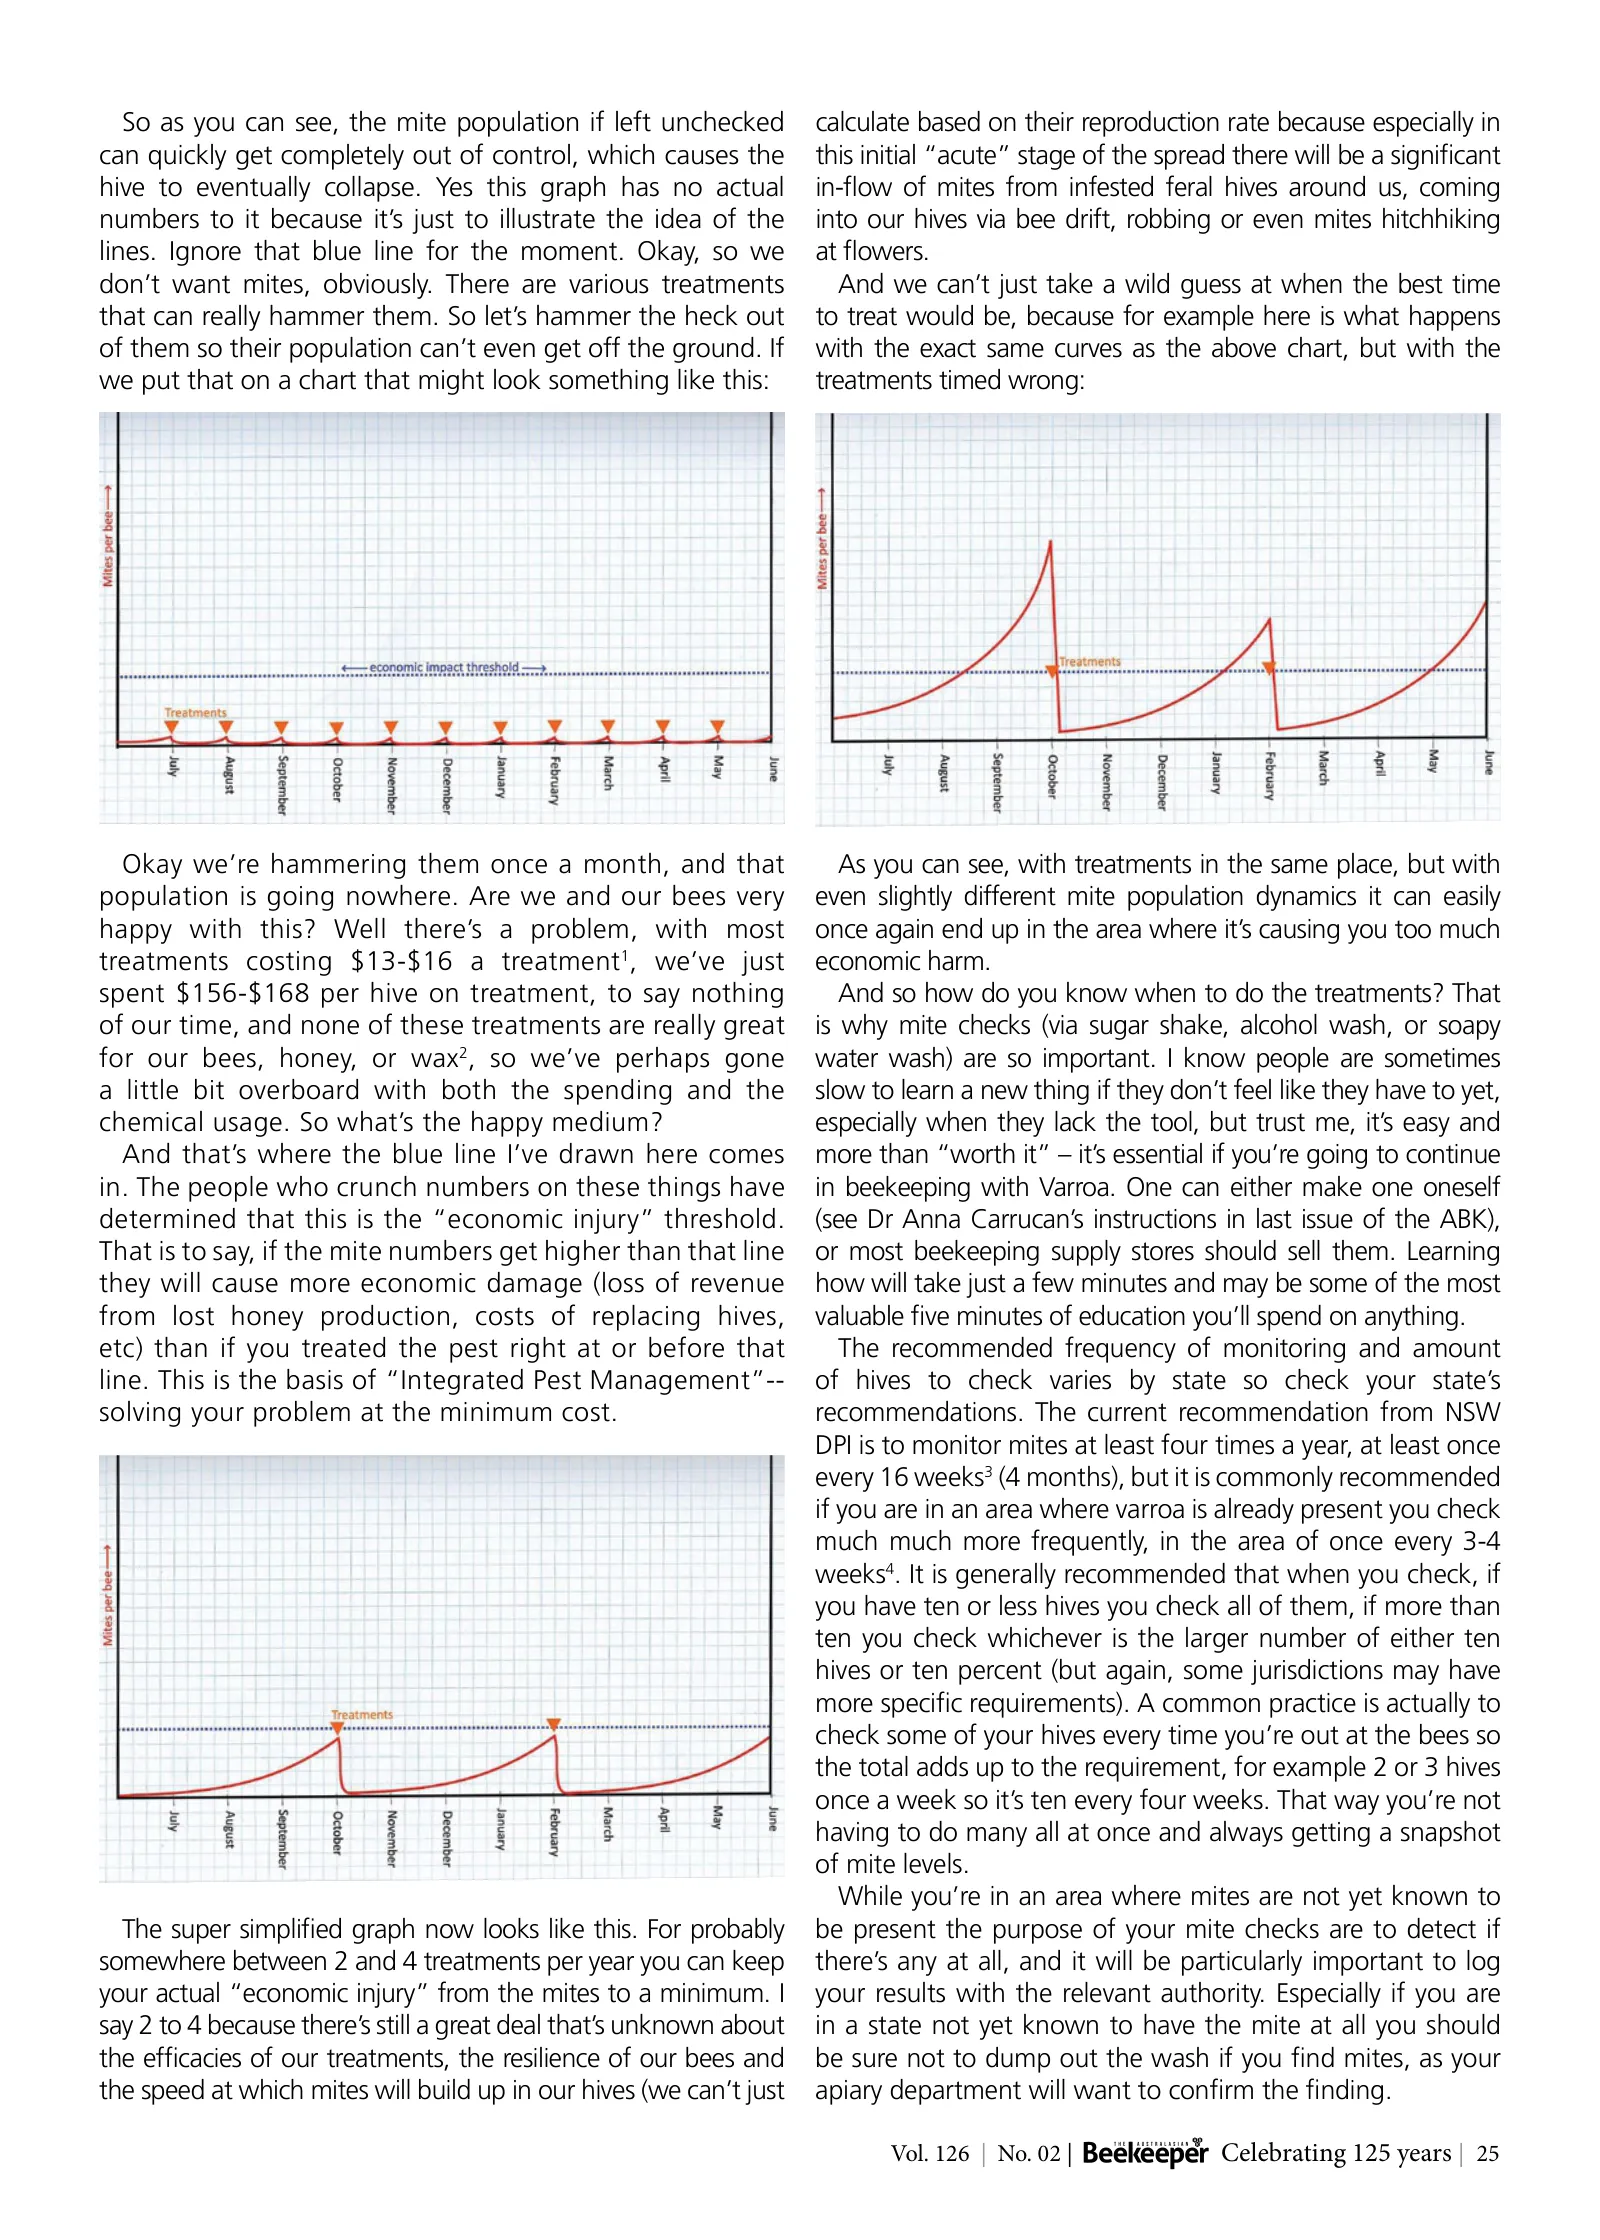 So as you can see, the mite population if left unchecked
can quickly get completely out of control, which causes the
hive to eventually collapse. Yes this graph has no actual
numbers to it because it’s just to illustrate the idea of the
lines. Ignore that blue line for the moment. Okay, so we
don’t want mites, obviously. There are various treatments
that can really hammer them. So let’s hammer the heck out
of them so their population can’t even get off the ground. If
we put that on a chart that might look something like this:
Mites per bee
economic impact threshold
Treatments
July
August
September
October
November
December
January
February
March
April
May
June
Okay we’re hammering them once a month, and that
population is going nowhere. Are we and our bees very
happy with this? Well there’s a problem, with most
treatments costing $13-$16 a treatment¹, we’ve just
spent $156-$168 per hive on treatment, to say nothing
of our time, and none of these treatments are really great
for our bees, honey, or wax², so we’ve perhaps gone
a little bit overboard with both the spending and the
chemical usage. So what’s the happy medium?
And that’s where the blue line I’ve drawn here comes
in. The people who crunch numbers on these things have
determined that this is the “economic injury” threshold.
That is to say, if the mite numbers get higher than that line
they will cause more economic damage (loss of revenue
from lost honey production, costs of replacing hives,
etc) than if you treated the pest right at or before that
line. This is the basis of “Integrated Pest Management”--
solving your problem at the minimum cost.
Mites per bee
Treatments
July
August
September
October
November
December
January
February
March
April
May
June
The super simplified graph now looks like this. For probably
somewhere between 2 and 4 treatments per year you can keep
your actual “economic injury” from the mites to a minimum. I
say 2 to 4 because there’s still a great deal that’s unknown about
the efficacies of our treatments, the resilience of our bees and
the speed at which mites will build up in our hives (we can’t just
calculate based on their reproduction rate because especially in
this initial “acute” stage of the spread there will be a significant
in-flow of mites from infested feral hives around us, coming
into our hives via bee drift, robbing or even mites hitchhiking
at flowers.
And we can’t just take a wild guess at when the best time
to treat would be, because for example here is what happens
with the exact same curves as the above chart, but with the
treatments timed wrong:
Mites per bee
Treatments
July
August
September
October
November
December
January
February
March
April
May
June
As you can see, with treatments in the same place, but with
even slightly different mite population dynamics it can easily
once again end up in the area where it’s causing you too much
economic harm.
And so how do you know when to do the treatments? That
is why mite checks (via sugar shake, alcohol wash, or soapy
water wash) are so important. I know people are sometimes
slow to learn a new thing if they don’t feel like they have to yet,
especially when they lack the tool, but trust me, it’s easy and
more than “worth it” – it’s essential if you’re going to continue
in beekeeping with Varroa. One can either make one oneself
(see Dr Anna Carrucan’s instructions in last issue of the ABK),
or most beekeeping supply stores should sell them. Learning
how will take just a few minutes and may be some of the most
valuable five minutes of education you’ll spend on anything.
The recommended frequency of monitoring and amount
of hives to check varies by state so check your state’s
recommendations. The current recommendation from NSW
DPI is to monitor mites at least four times a year, at least once
every 16 weeks³ (4 months), but it is commonly recommended
if you are in an area where varroa is already present you check
much much more frequently, in the area of once every 3-4
weeks⁴. It is generally recommended that when you check, if
you have ten or less hives you check all of them, if more than
ten you check whichever is the larger number of either ten
hives or ten percent (but again, some jurisdictions may have
more specific requirements). A common practice is actually to
check some of your hives every time you’re out at the bees so
the total adds up to the requirement, for example 2 or 3 hives
once a week so it’s ten every four weeks. That way you’re not
having to do many all at once and always getting a snapshot
of mite levels.
While you’re in an area where mites are not yet known to
be present the purpose of your mite checks are to detect if
there’s any at all, and it will be particularly important to log
your results with the relevant authority. Especially if you are
in a state not yet known to have the mite at all you should
be sure not to dump out the wash if you find mites, as your
apiary department will want to confirm the finding.
Vol. 126 | No. 02 | THE AUSTRALASIAN Beekeeper Celebrating 125 years | 25